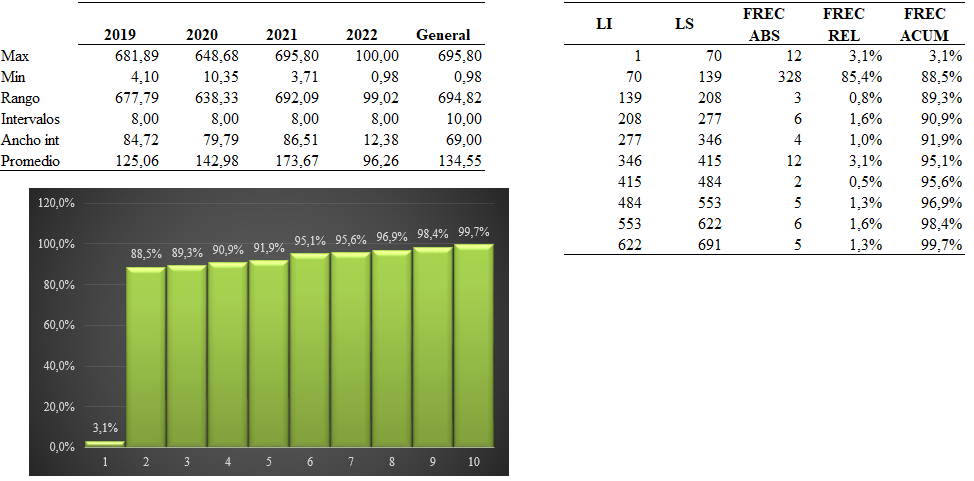 2019 2020 2021 2022 General
Max 681,89 648,68 695,80 100,00 695,80
Min 4,10 10,35 3,71 0,98 0,98
Rango 677,79 638,33 692,09 99,02 694,82
Intervalos 8,00 8,00 8,00 8,00 10,00
Ancho int 84,72 79,79 86,51 12,38 69,00
Promedio 125,06 142,98 173,67 96,26 134,55
LI LS FREC ABS FREC REL FREC ACUM
1 70 12 3,1% 3,1%
70 139 328 85,4% 88,5%
139 208 3 0,8% 89,3%
208 277 6 1,6% 90,9%
277 346 4 1,0% 91,9%
346 415 12 3,1% 95,1%
415 484 2 0,5% 95,6%
484 553 5 1,3% 96,9%
553 622 6 1,6% 98,4%
622 691 5 1,3% 99,7%
120,0%
100,0%
80,0%
60,0%
40,0%
20,0%
0,0%
3,1% 88,5% 89,3% 90,9% 91,9% 95,1% 95,6% 96,9% 98,4% 99,7%
1 2 3 4 5 6 7 8 9 10